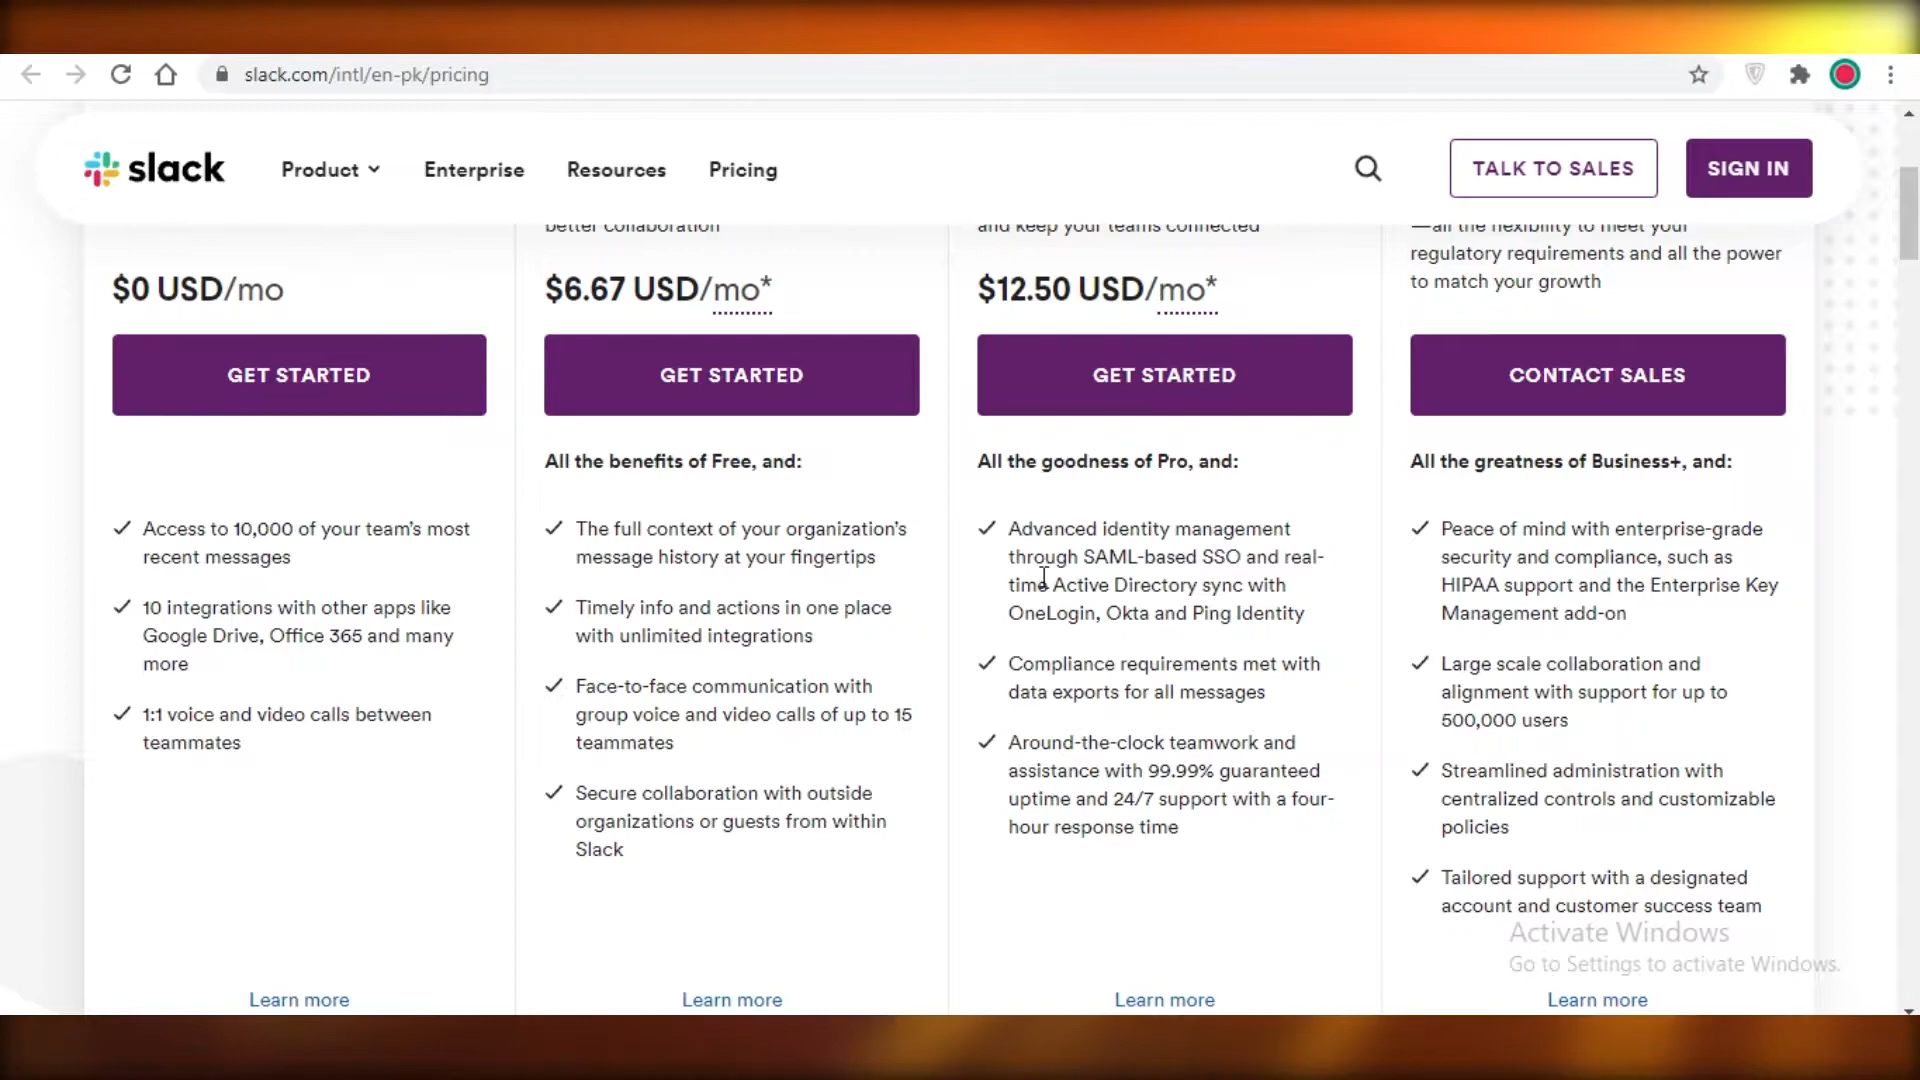 slack.com/intl/en-pk/pricing
slack
Product
Enterprise
Resources
Pricing
TALK TO SALES
SIGN IN
better collaboration
and keep your teams connected
—all the flexibility to meet your
regulatory requirements and all the power
to match your growth
$0 USD/mo
$6.67 USD/mo*
$12.50 USD/mo*
GET STARTED
GET STARTED
GET STARTED
CONTACT SALES
Access to 10,000 of your team's most
recent messages
10 integrations with other apps like
Google Drive, Office 365 and many
more
1:1 voice and video calls between
teammates
Learn more
All the benefits of Free, and:
The full context of your organization's
message history at your fingertips
Timely info and actions in one place
with unlimited integrations
Face-to-face communication with
group voice and video calls of up to 15
teammates
Secure collaboration with outside
organizations or guests from within
Slack
Learn more
All the goodness of Pro, and:
Advanced identity management
through SAML-based SSO and real-
time Active Directory sync with
OneLogin, Okta and Ping Identity
Compliance requirements met with
data exports for all messages
Around-the-clock teamwork and
assistance with 99.99% guaranteed
uptime and 24/7 support with a four-
hour response time
Learn more
All the greatness of Business+, and:
Peace of mind with enterprise-grade
security and compliance, such as
HIPAA support and the Enterprise Key
Management add-on
Large scale collaboration and
alignment with support for up to
500,000 users
Streamlined administration with
centralized controls and customizable
policies
Tailored support with a designated
account and customer success team
Learn more
Activate Windows
Go to Settings to activate Windows.